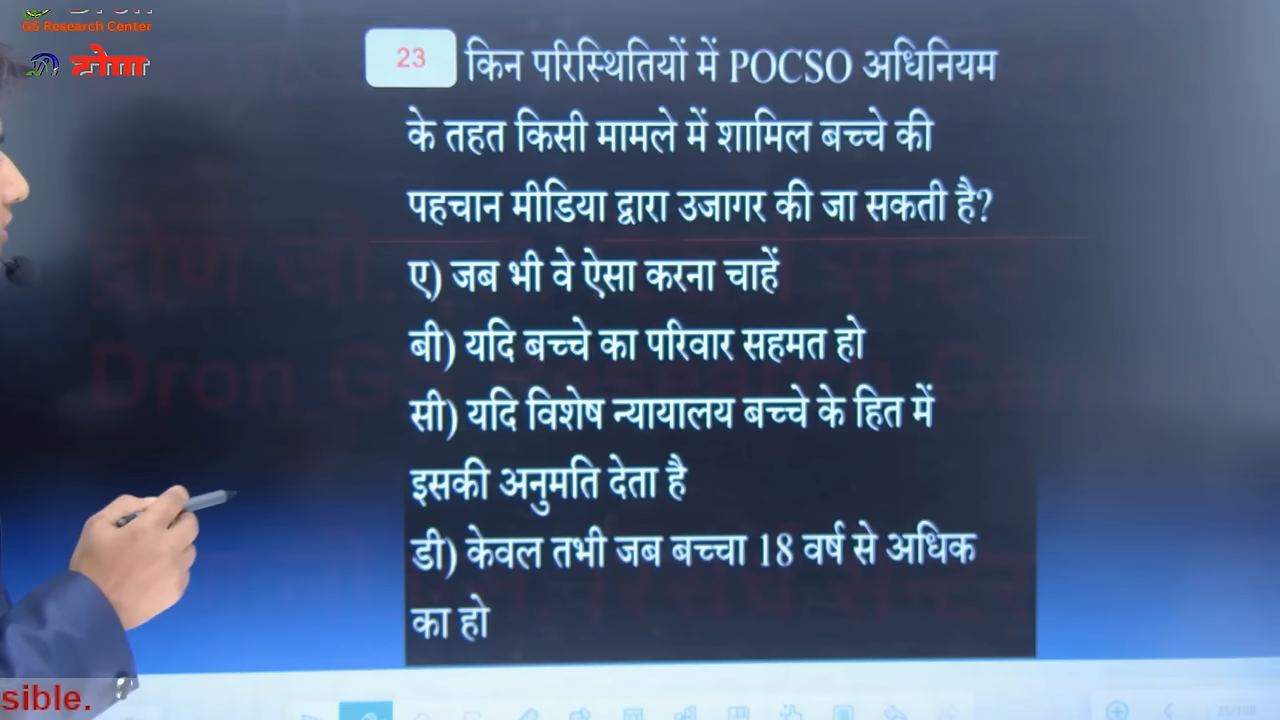 GS Research Center
द्रोण
23 किन परिस्थितियों में POCSO अधिनियम
के तहत किसी मामले में शामिल बच्चे की
पहचान मीडिया द्वारा उजागर की जा सकती है?
ए) जब भी वे ऐसा करना चाहें
बी) यदि बच्चे का परिवार सहमत हो
सी) यदि विशेष न्यायालय बच्चे के हित में
इसकी अनुमति देता है
डी) केवल तभी जब बच्चा 18 वर्ष से अधिक
का हो
sible.